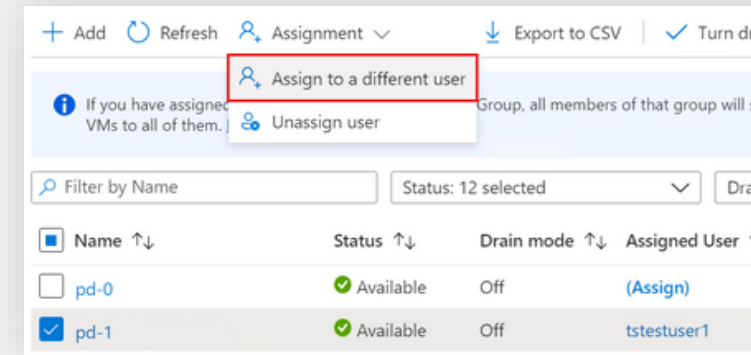 Add Refresh Assignment Export to CSV Turn
Assign to a different user
If you have assigned Group, all members of that group will
VMs to all of them. Unassign user
Filter by Name Status: 12 selected
Name Status Drain mode Assigned User
pd-0 Available Off (Assign)
pd-1 Available Off tstestuser1